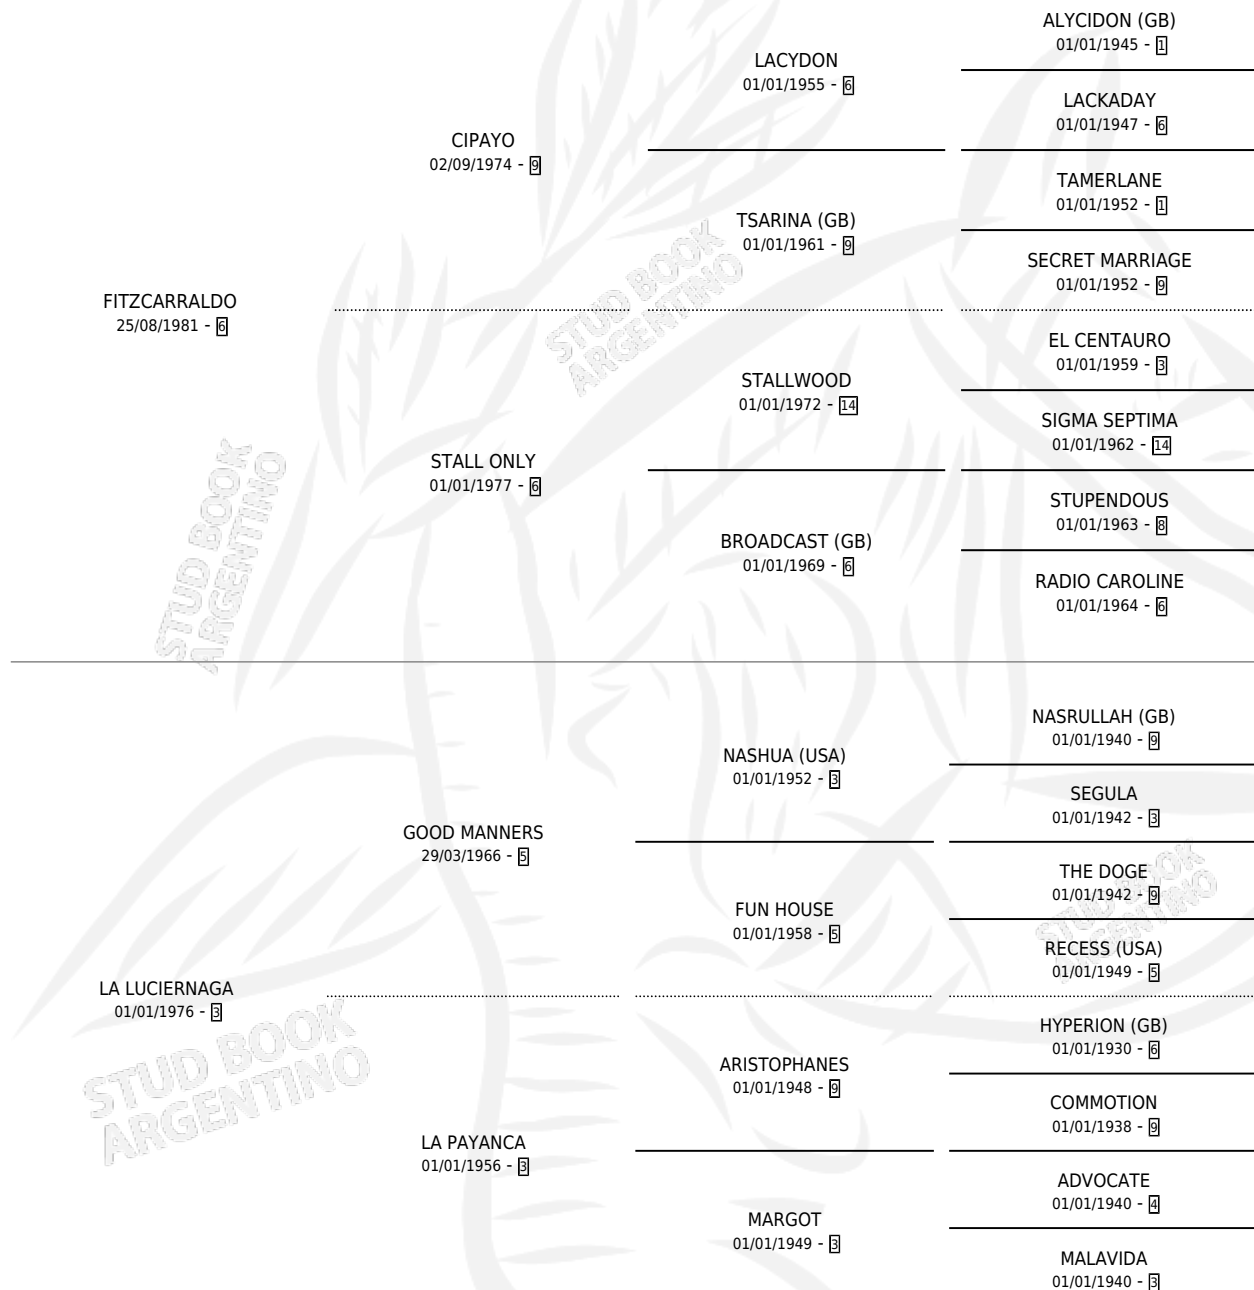 ALYCIDON (GB)
01/01/1945 - 1
LACYDON
01/01/1955 - 6
LACKADAY
01/01/1947 - 6
CIPAYO
02/09/1974 - 9
TAMERLANE
01/01/1952 - 1
TSARINA (GB)
01/01/1961 - 9
SECRET MARRIAGE
01/01/1952 - 9
FITZCARRALDO
25/08/1981 - 6
EL CENTAURO
01/01/1959 - 3
STALLWOOD
01/01/1972 - 14
SIGMA SEPTIMA
01/01/1962 - 14
STALL ONLY
01/01/1977 - 6
STUPENDOUS
01/01/1963 - 8
BROADCAST (GB)
01/01/1969 - 6
RADIO CAROLINE
01/01/1964 - 6
NASRULLAH (GB)
01/01/1940 - 9
NASHUA (USA)
01/01/1952 - 3
SEGULA
01/01/1942 - 3
GOOD MANNERS
29/03/1966 - 5
THE DOGE
01/01/1942 - 9
FUN HOUSE
01/01/1958 - 5
RECESS (USA)
01/01/1949 - 5
LA LUCIERNAGA
01/01/1976 - 3
HYPERION (GB)
01/01/1930 - 6
ARISTOPHANES
01/01/1948 - 9
COMMOTION
01/01/1938 - 9
LA PAYANCA
01/01/1956 - 3
ADVOCATE
01/01/1940 - 4
MARGOT
01/01/1949 - 3
MALAVIDA
01/01/1940 - 3
STUD BOOK
ARGENTINO
STUD BOOK
ARGENTINO
STUD BOOK
ARGENTINO
STUD BOOK
ARGENTINO